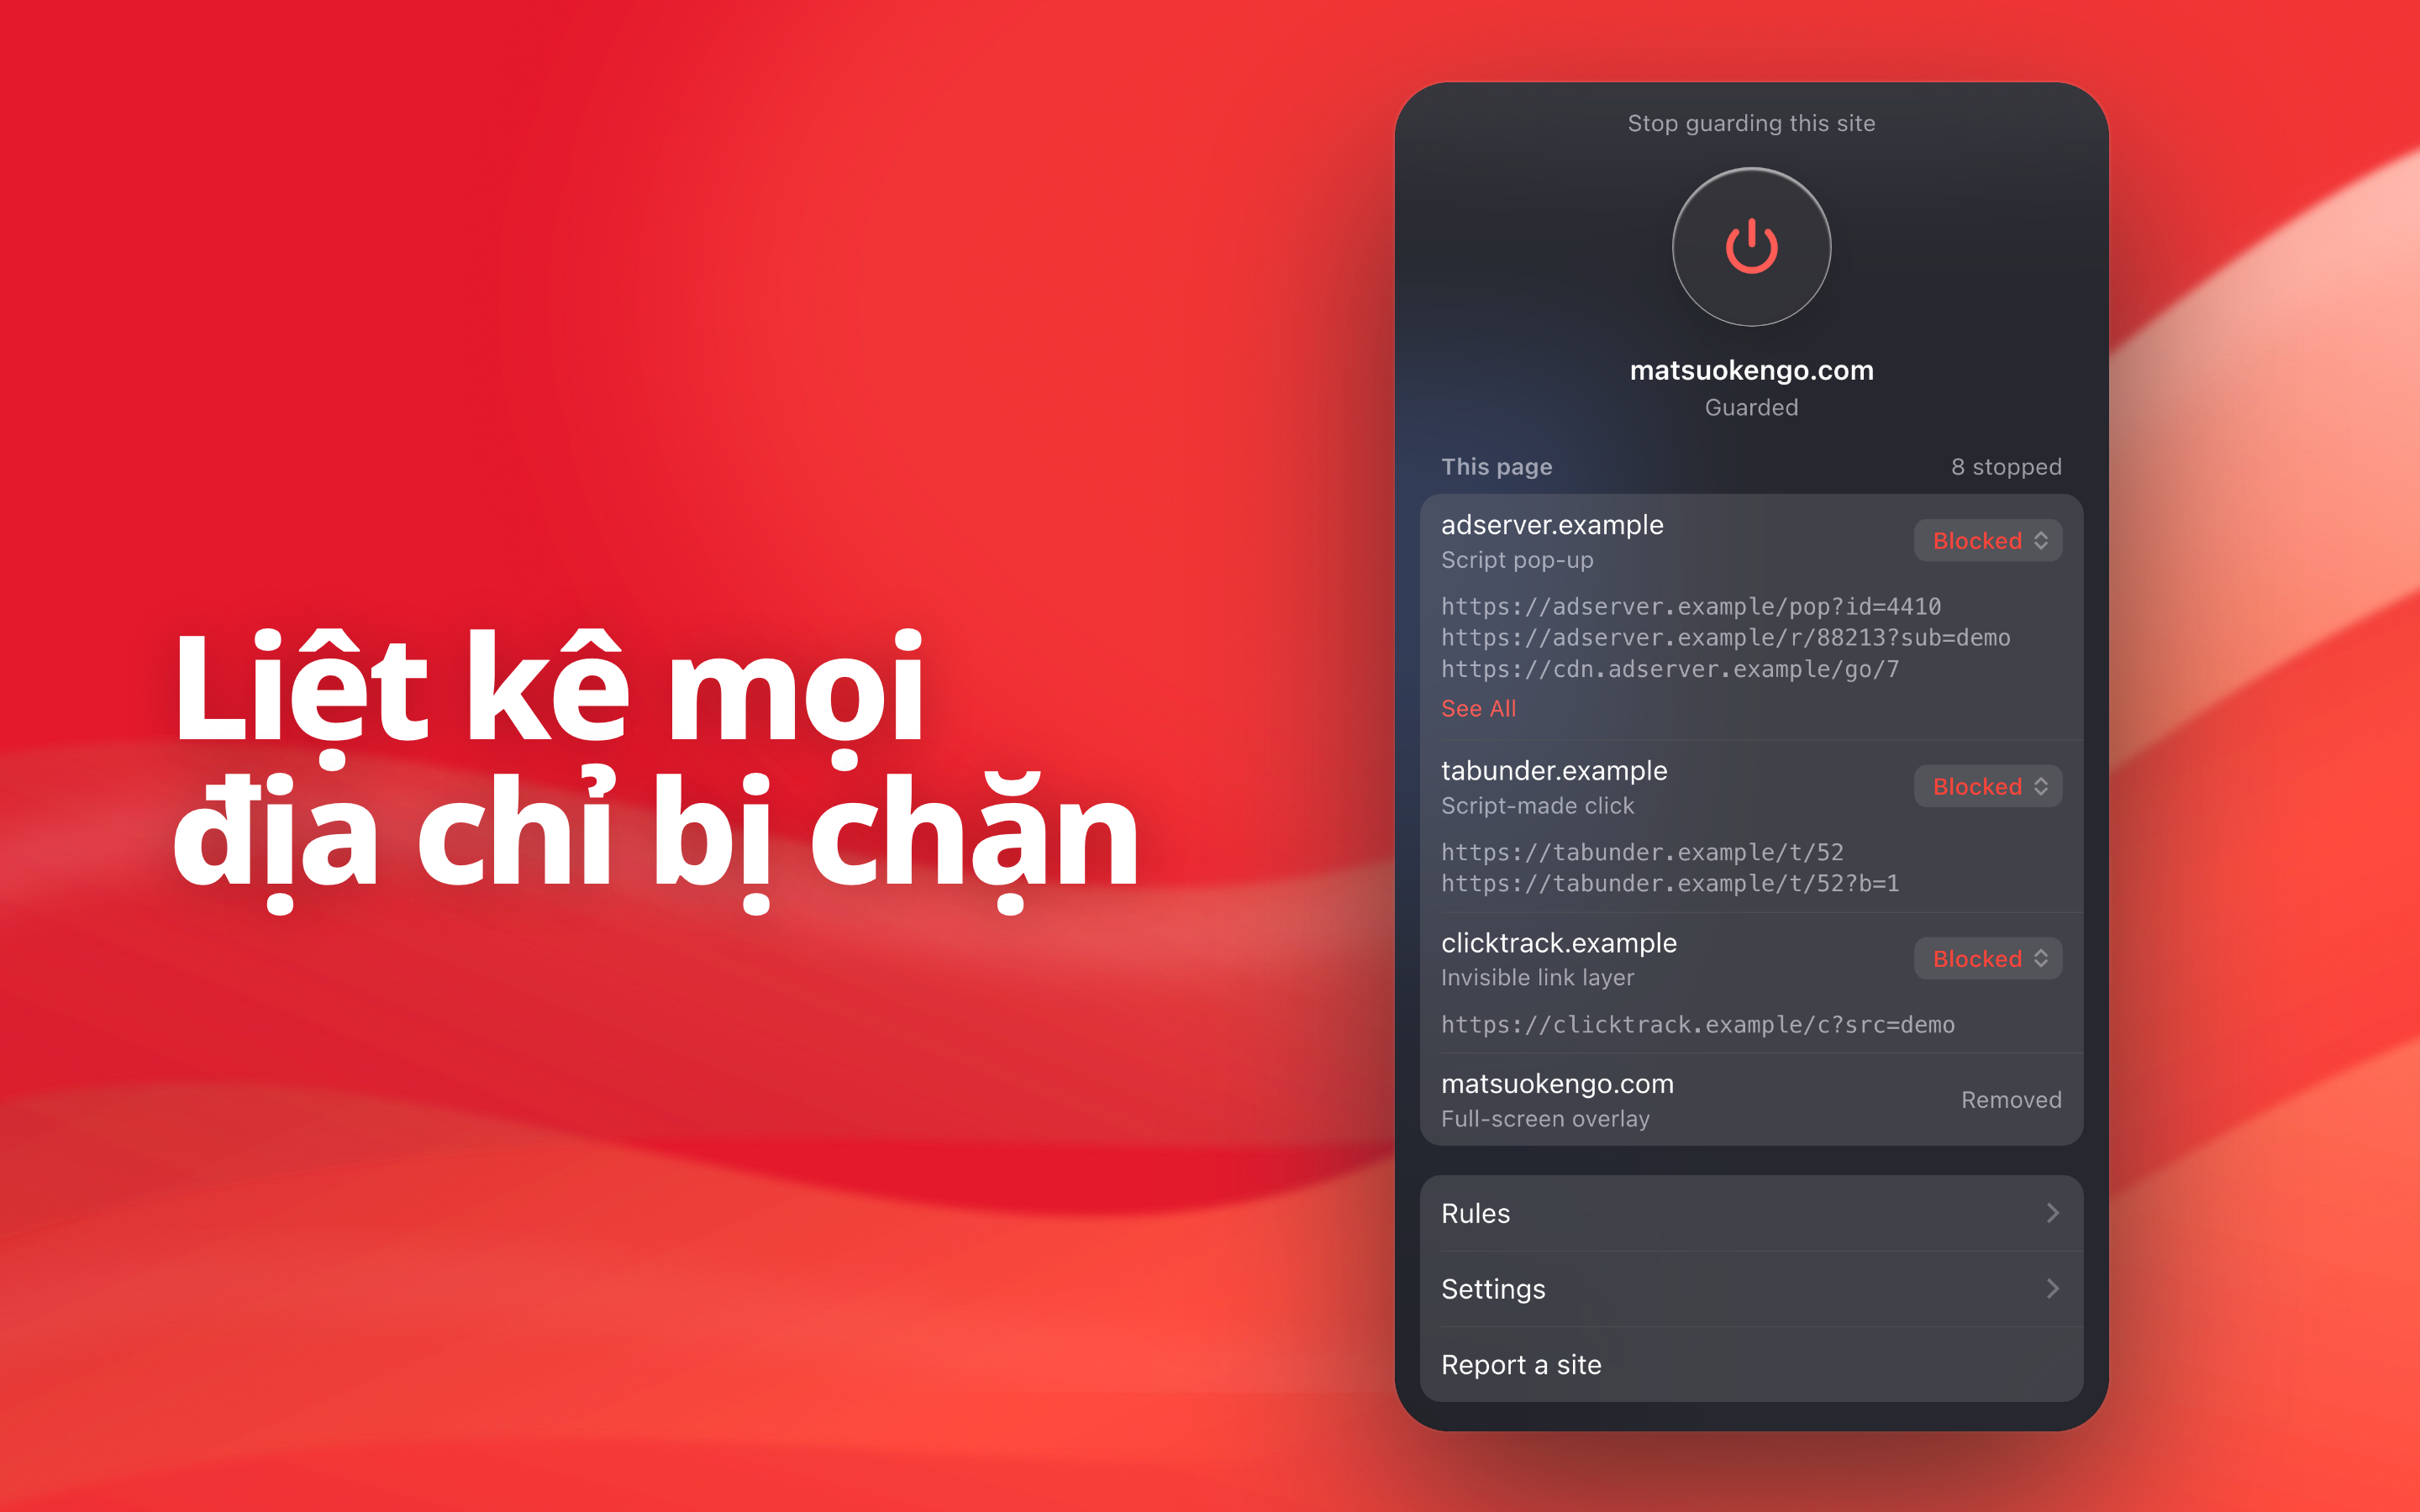 Liệt kê mọi
địa chỉ bị chặn
Stop guarding this site
matsuokengo.com
Guarded
This page
8 stopped
adserver.example
Script pop-up
Blocked
https://adserver.example/pop?id=4410
https://adserver.example/r/88213?sub=demo
https://cdn.adserver.example/go/7
See All
tabunder.example
Script-made click
Blocked
https://tabunder.example/t/52
https://tabunder.example/t/52?b=1
clicktrack.example
Invisible link layer
Blocked
https://clicktrack.example/c?src=demo
matsuokengo.com
Full-screen overlay
Removed
Rules
Settings
Report a site